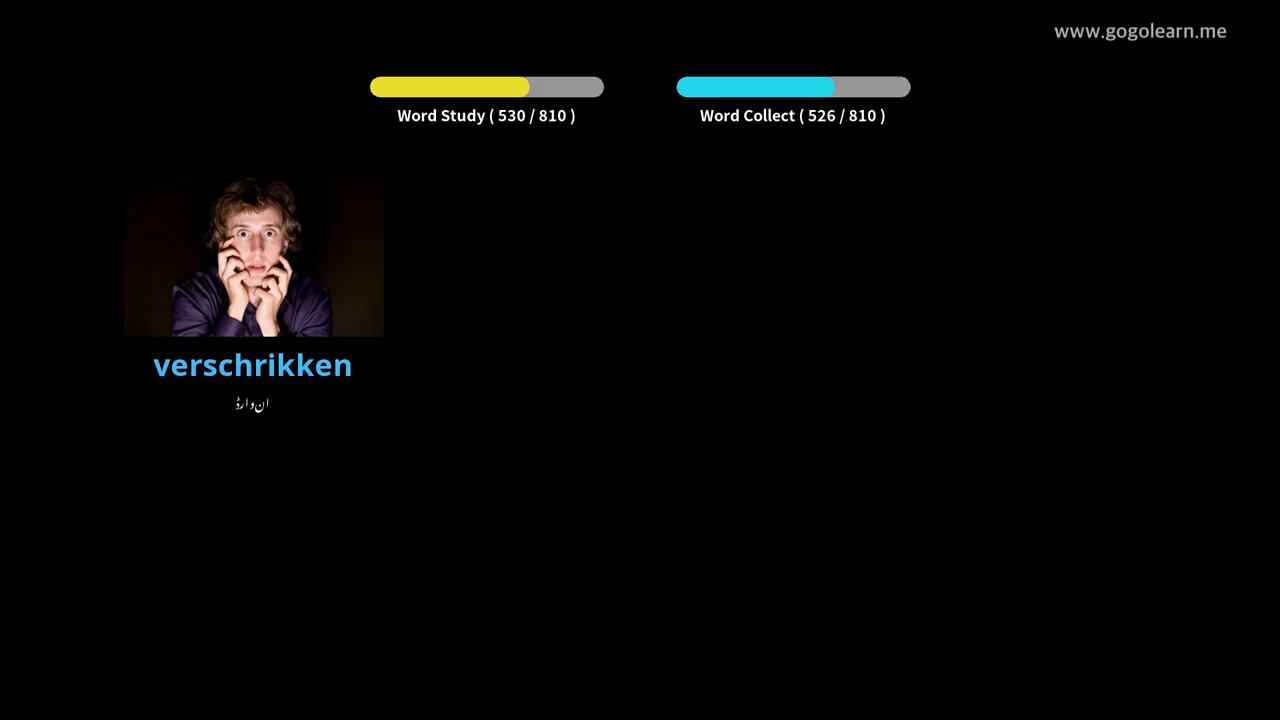 www.gogolearn.me
Word Study ( 530 / 810 )
Word Collect ( 526 / 810 )
verschrikken
ان وارڈ